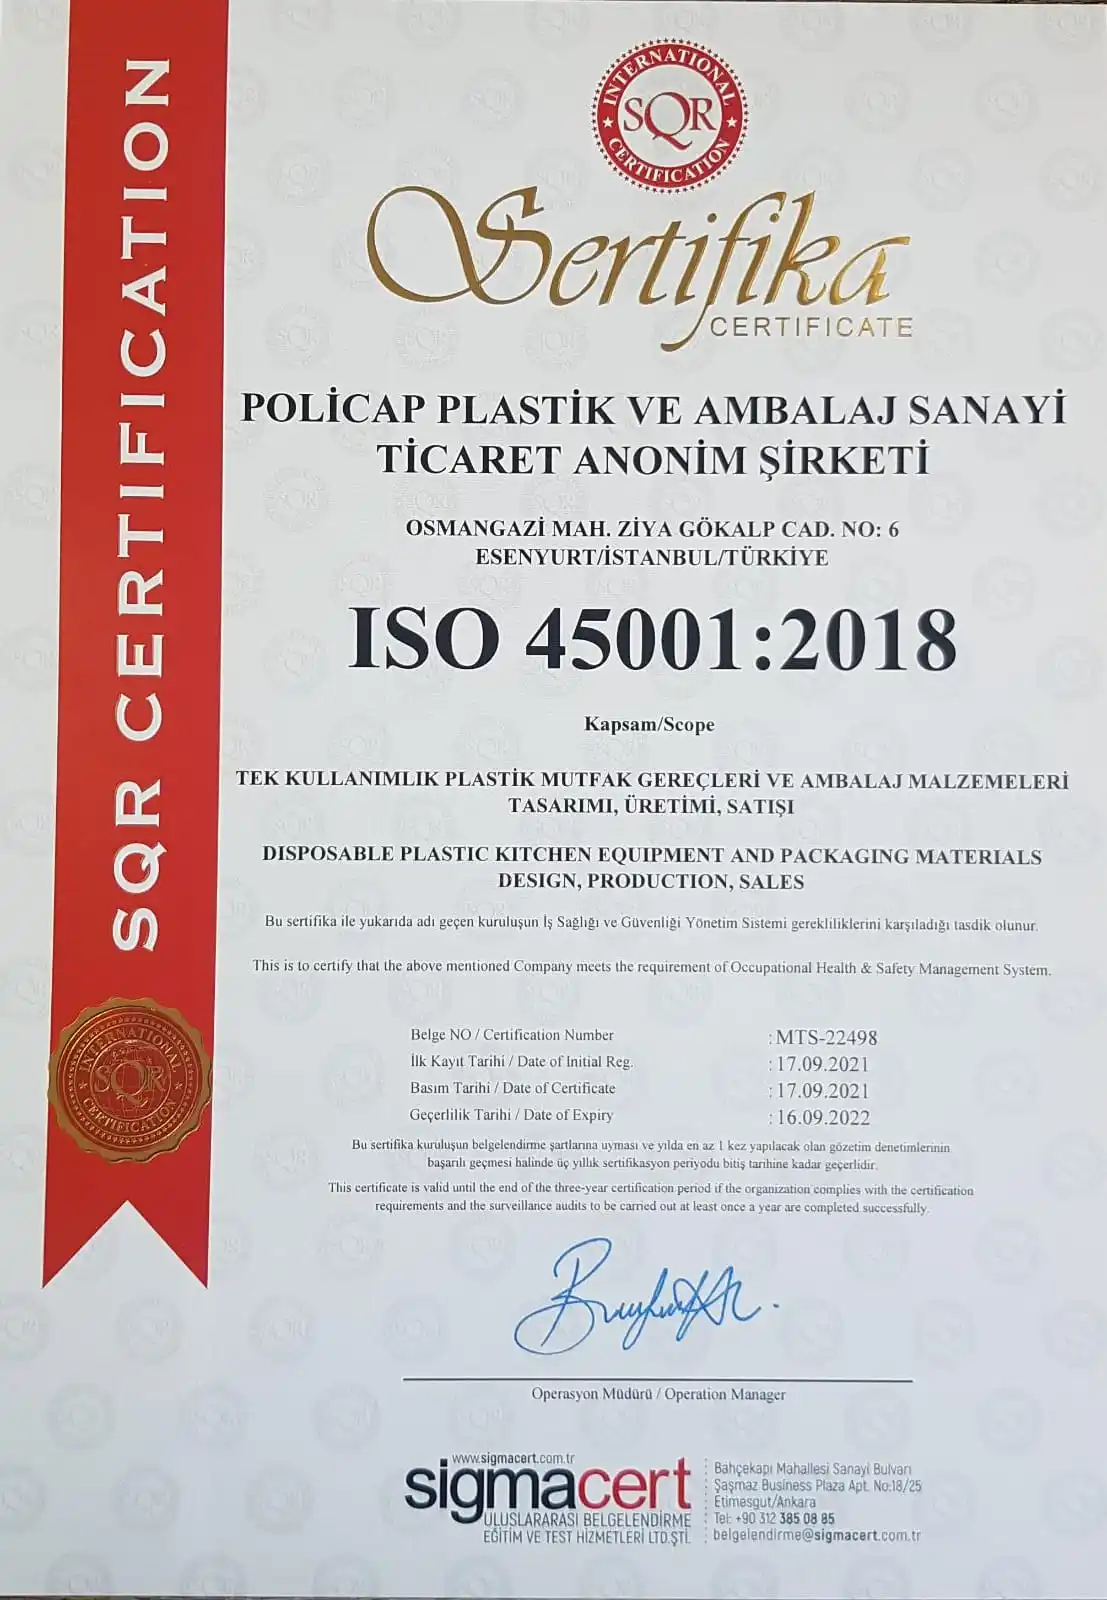 INTERNATIONAL
SQR
CERTIFICATION
Sertifika
CERTIFICATE
SQR CERTIFICATION
POLİCAP PLASTİK VE AMBALAJ SANAYİ
TİCARET ANONİM ŞİRKETİ
OSMANGAZİ MAH. ZİYA GÖKALP CAD. NO: 6
ESENYURT/İSTANBUL/TÜRKİYE
ISO 45001:2018
Kapsam/Scope
TEK KULLANIMLIK PLASTİK MUTFAK GEREÇLERİ VE AMBALAJ MALZEMELERİ
TASARIMI, ÜRETİMİ, SATIŞI
DISPOSABLE PLASTIC KITCHEN EQUIPMENT AND PACKAGING MATERIALS
DESIGN, PRODUCTION, SALES
Bu sertifika ile yukarıda adı geçen kuruluşun İş Sağlığı ve Güvenliği Yönetim Sistemi gerekliliklerini karşıladığı tasdik olunur.
This is to certify that the above mentioned Company meets the requirement of Occupational Health & Safety Management System.
Belge NO / Certification Number : MTS-22498
İlk Kayıt Tarihi / Date of Initial Reg. : 17.09.2021
Basım Tarihi / Date of Certificate : 17.09.2021
Geçerlilik Tarihi / Date of Expiry : 16.09.2022
Bu sertifika kuruluşun belgelendirme şartlarına uyması ve yılda en az 1 kez yapılacak olan gözetim denetimlerinin
başarılı geçmesi halinde üç yıllık sertifikasyon periyodu bitiş tarihine kadar geçerlidir.
This certificate is valid until the end of the three-year certification period if the organization complies with the certification
requirements and the surveillance audits to be carried out at least once a year are completed successfully.
INTERNATIONAL
SQR
CERTIFICATION
Operasyon Müdürü / Operation Manager
www.sigmacert.com.tr
sigmacert
ULUSLARARASI BELGELENDİRME
EĞİTİM VE TEST HİZMETLERİ LTD.ŞTİ.
Bahçekapı Mahallesi Sanayi Bulvarı
Şaşmaz Business Plaza Apt. No:18/25
Etimesgut/Ankara
Tel: +90 312 385 08 85
belgelendirme@sigmacert.com.tr